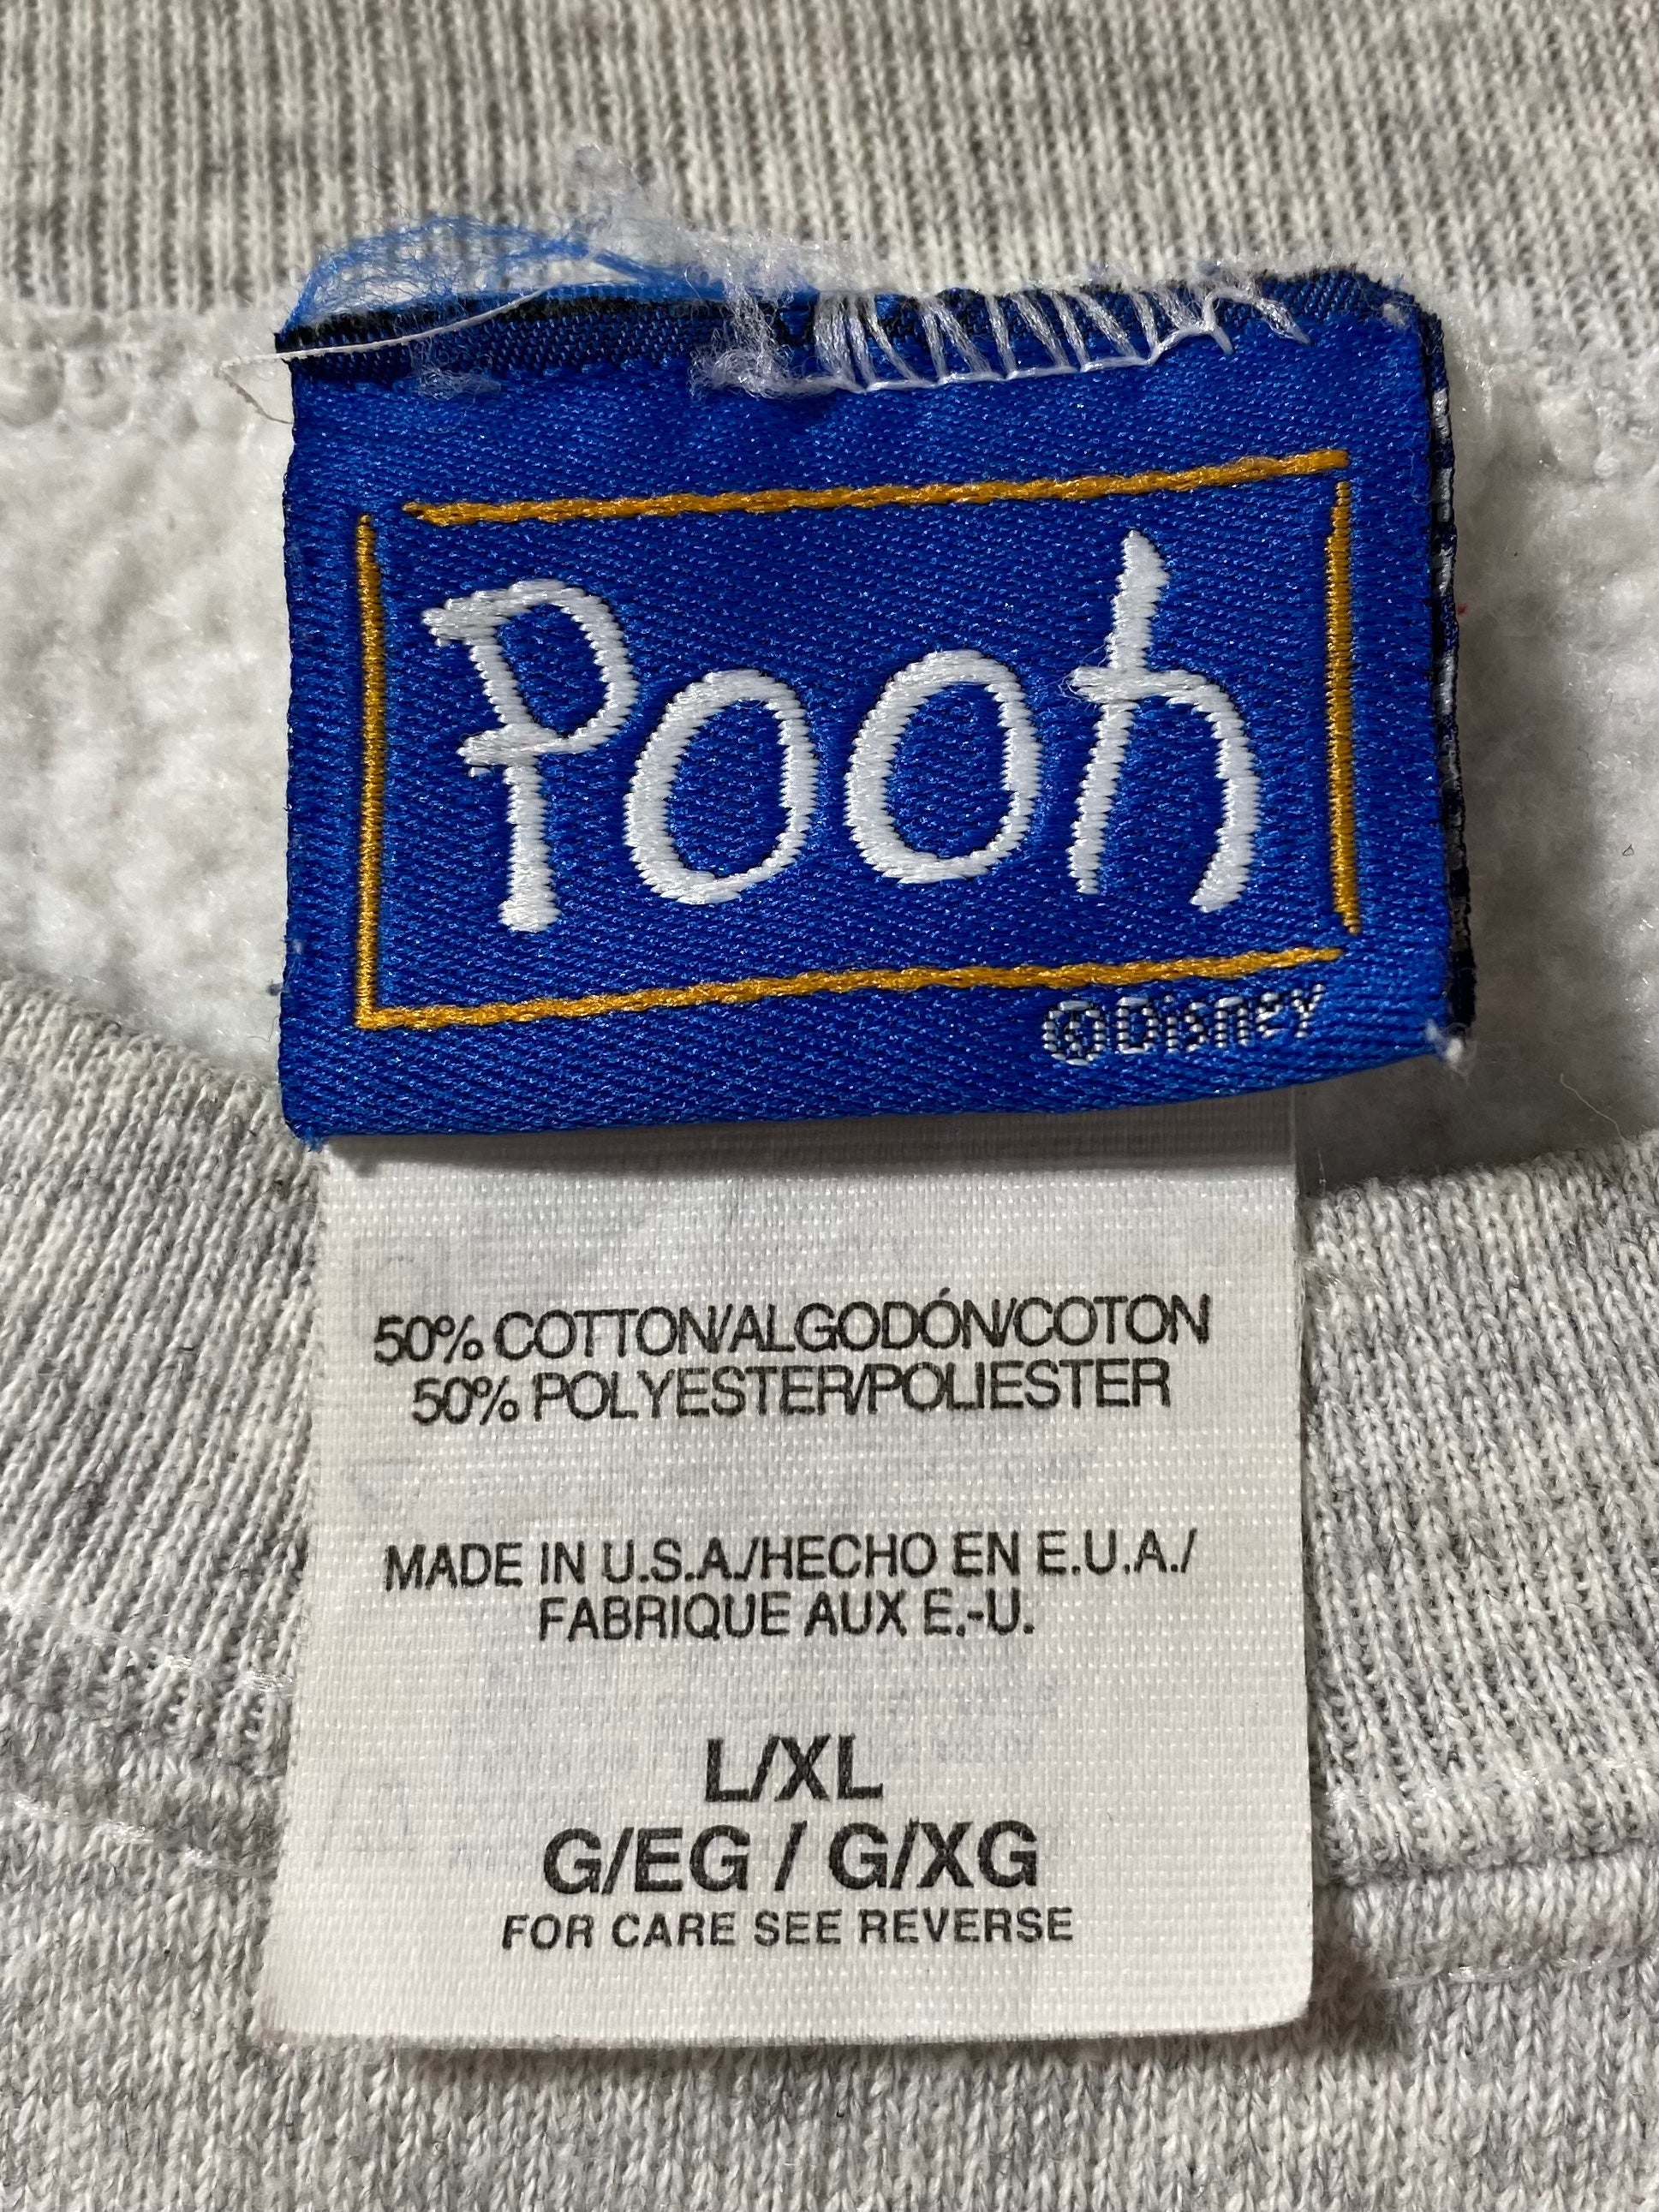 Pooh
©Disney
50% COTTON/ALGODÓN/COTON
50% POLYESTER/POLIESTER
MADE IN U.S.A./HECHO EN E.U.A./
FABRIQUE AUX E.-U.
L/XL
G/EG / G/XG
FOR CARE SEE REVERSE